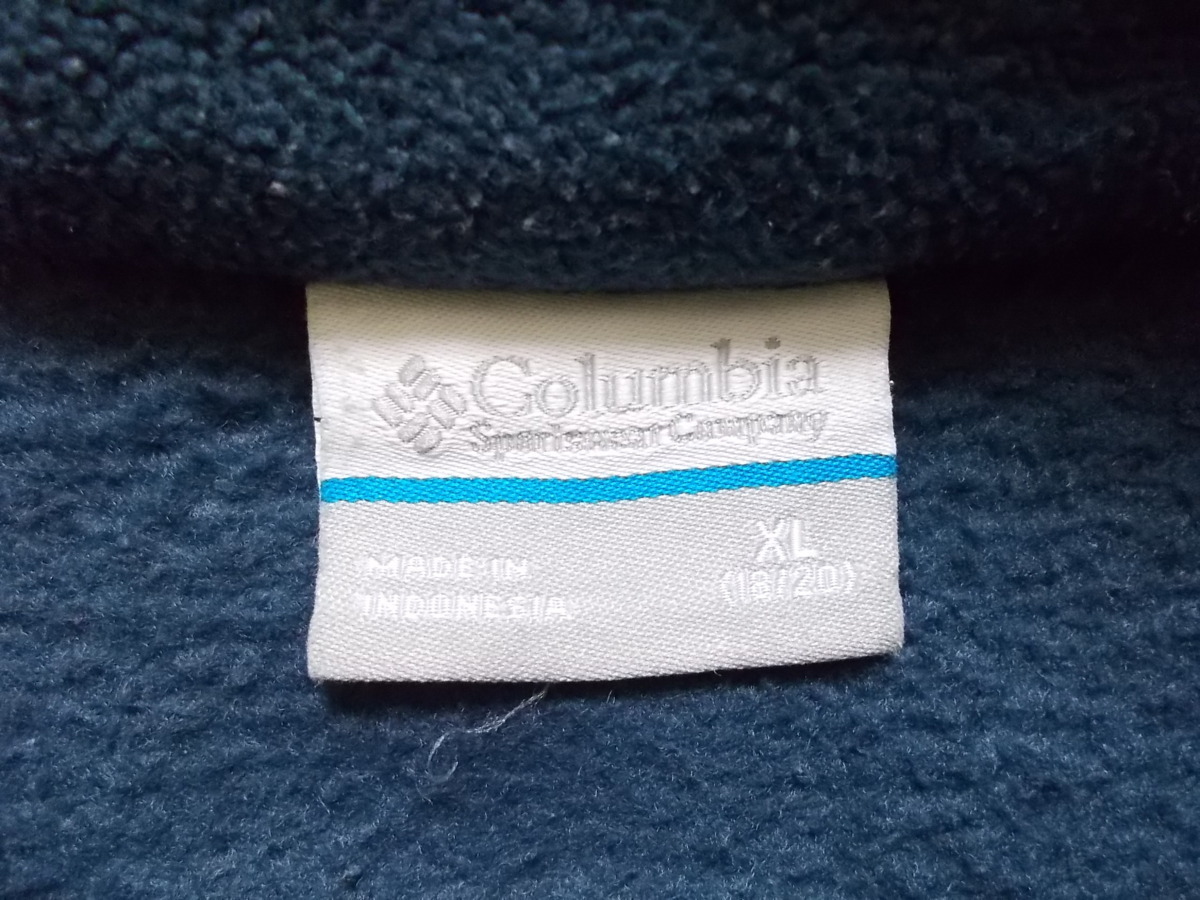 Columbia
Sportswear Company
XL
(18/20)
MADE IN
INDONESIA